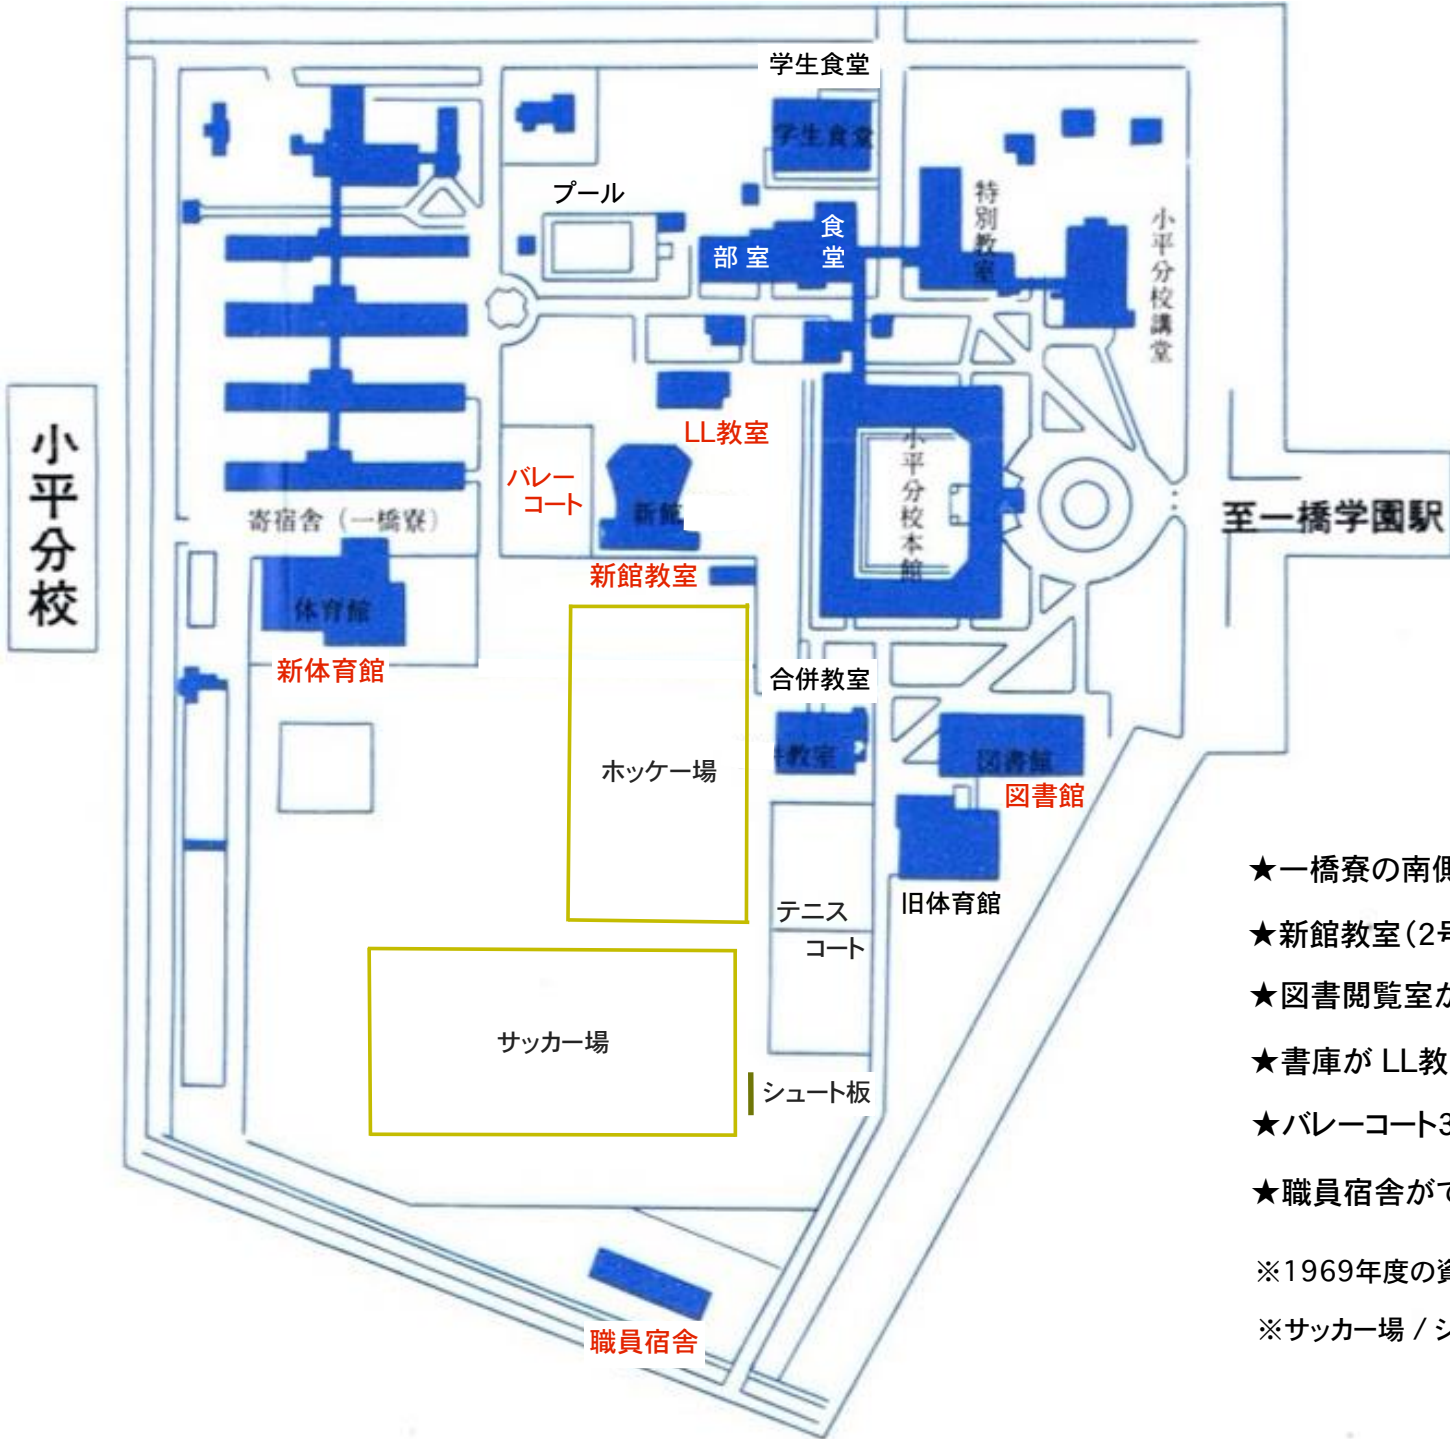 学生食堂
学生食堂
プール
特別教室
小平分校講堂
食堂
部室
LL教室
小平分校
バレー
コート
新館
小平分校本館
至一橋学園駅
寄宿舎（一橋寮）
新館教室
体育館
新体育館
合併教室
教室
ホッケー場
図書館
図書館
★一橋寮の南
旧体育館
テニス
コート
★新館教室（2
★図書閲覧室
サッカー場
★書庫が LL教
シュート板
★バレーコート
★職員宿舎が
※1969年度の
※サッカー場 /
職員宿舎